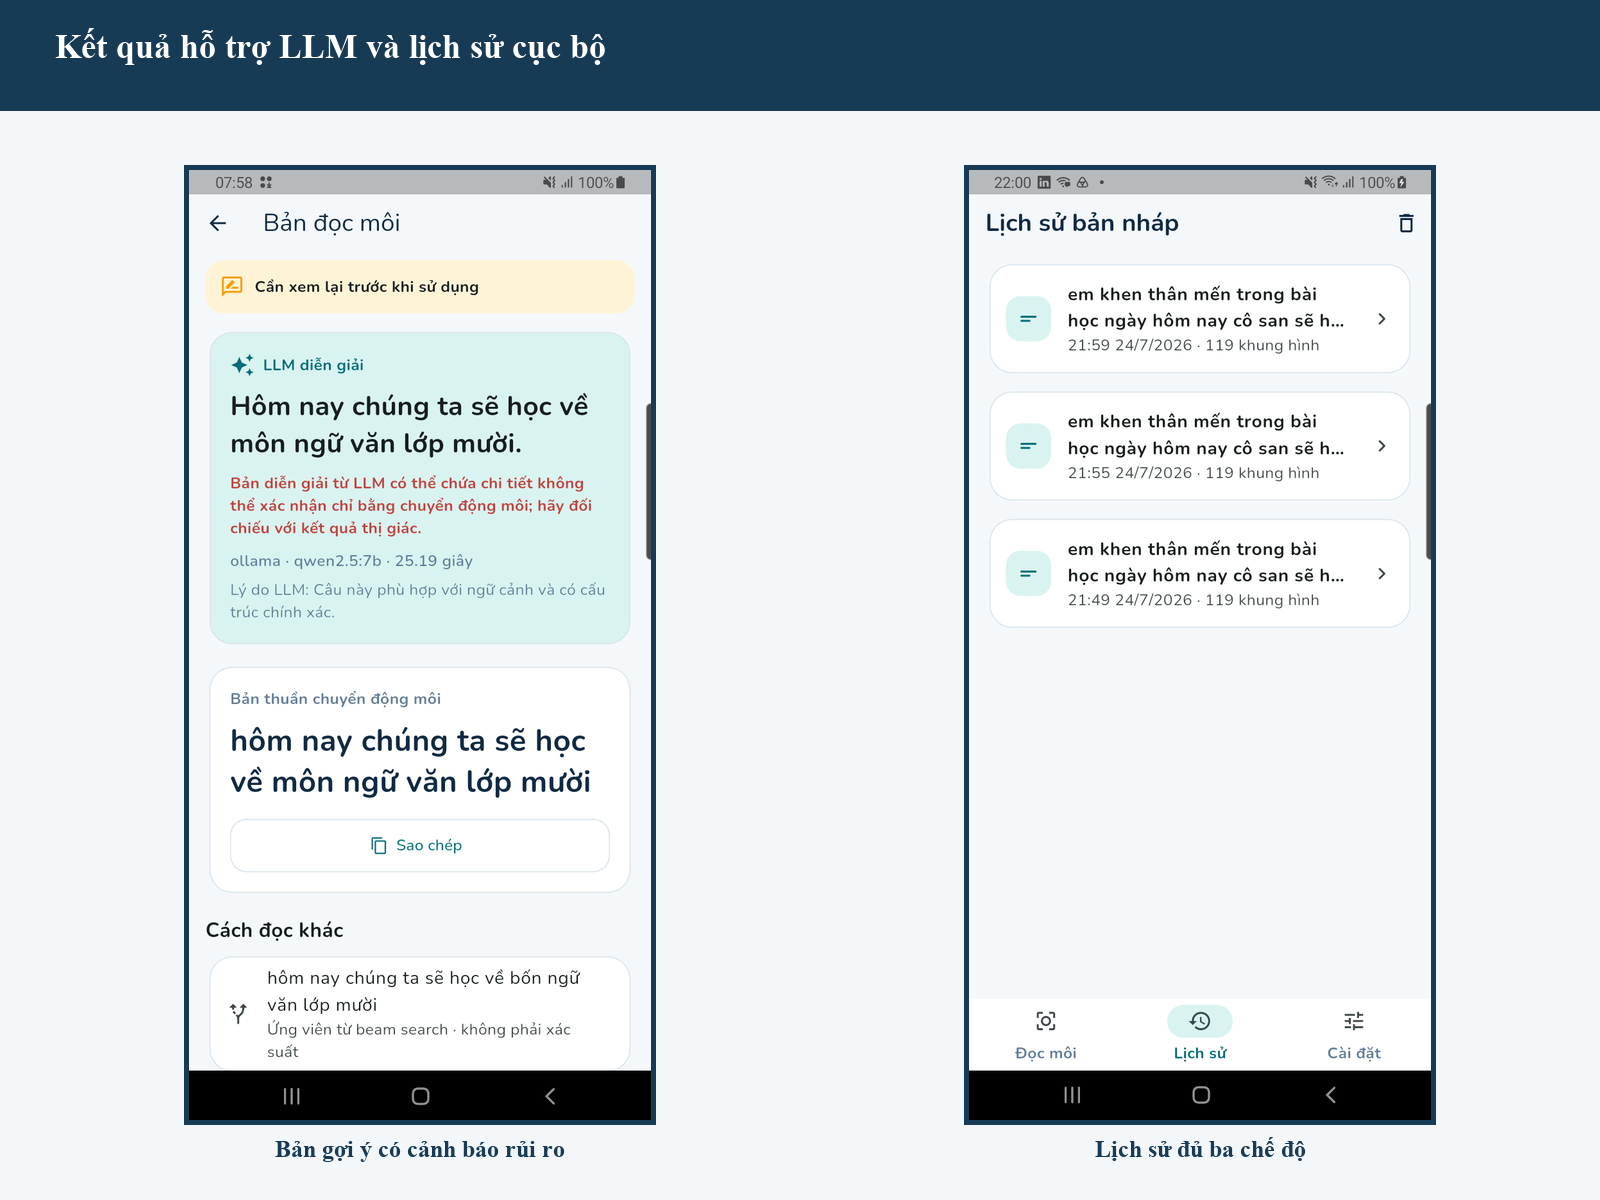 Kết quả hỗ trợ LLM và lịch sử cục bộ
07:58
100%
Bản đọc môi
Cần xem lại trước khi sử dụng
LLM diễn giải
Hôm nay chúng ta sẽ học về
môn ngữ văn lớp mười.
Bản diễn giải từ LLM có thể chứa chi tiết không
thể xác nhận chỉ bằng chuyển động môi; hãy đối
chiếu với kết quả thị giác.
ollama · qwen2.5:7b · 25.19 giây
Lý do LLM: Câu này phù hợp với ngữ cảnh và có cấu
trúc chính xác.
Bản thuần chuyển động môi
hôm nay chúng ta sẽ học
về môn ngữ văn lớp mười
Sao chép
Cách đọc khác
hôm nay chúng ta sẽ học về bốn ngữ
văn lớp mười
Ứng viên từ beam search · không phải xác
suất
Bản gợi ý có cảnh báo rủi ro
22:00
100%
Lịch sử bản nháp
em khen thân mến trong bài
học ngày hôm nay cô san sẽ h...
21:59 24/7/2026 · 119 khung hình
em khen thân mến trong bài
học ngày hôm nay cô san sẽ h...
21:55 24/7/2026 · 119 khung hình
em khen thân mến trong bài
học ngày hôm nay cô san sẽ h...
21:49 24/7/2026 · 119 khung hình
Đọc môi
Lịch sử
Cài đặt
Lịch sử đủ ba chế độ